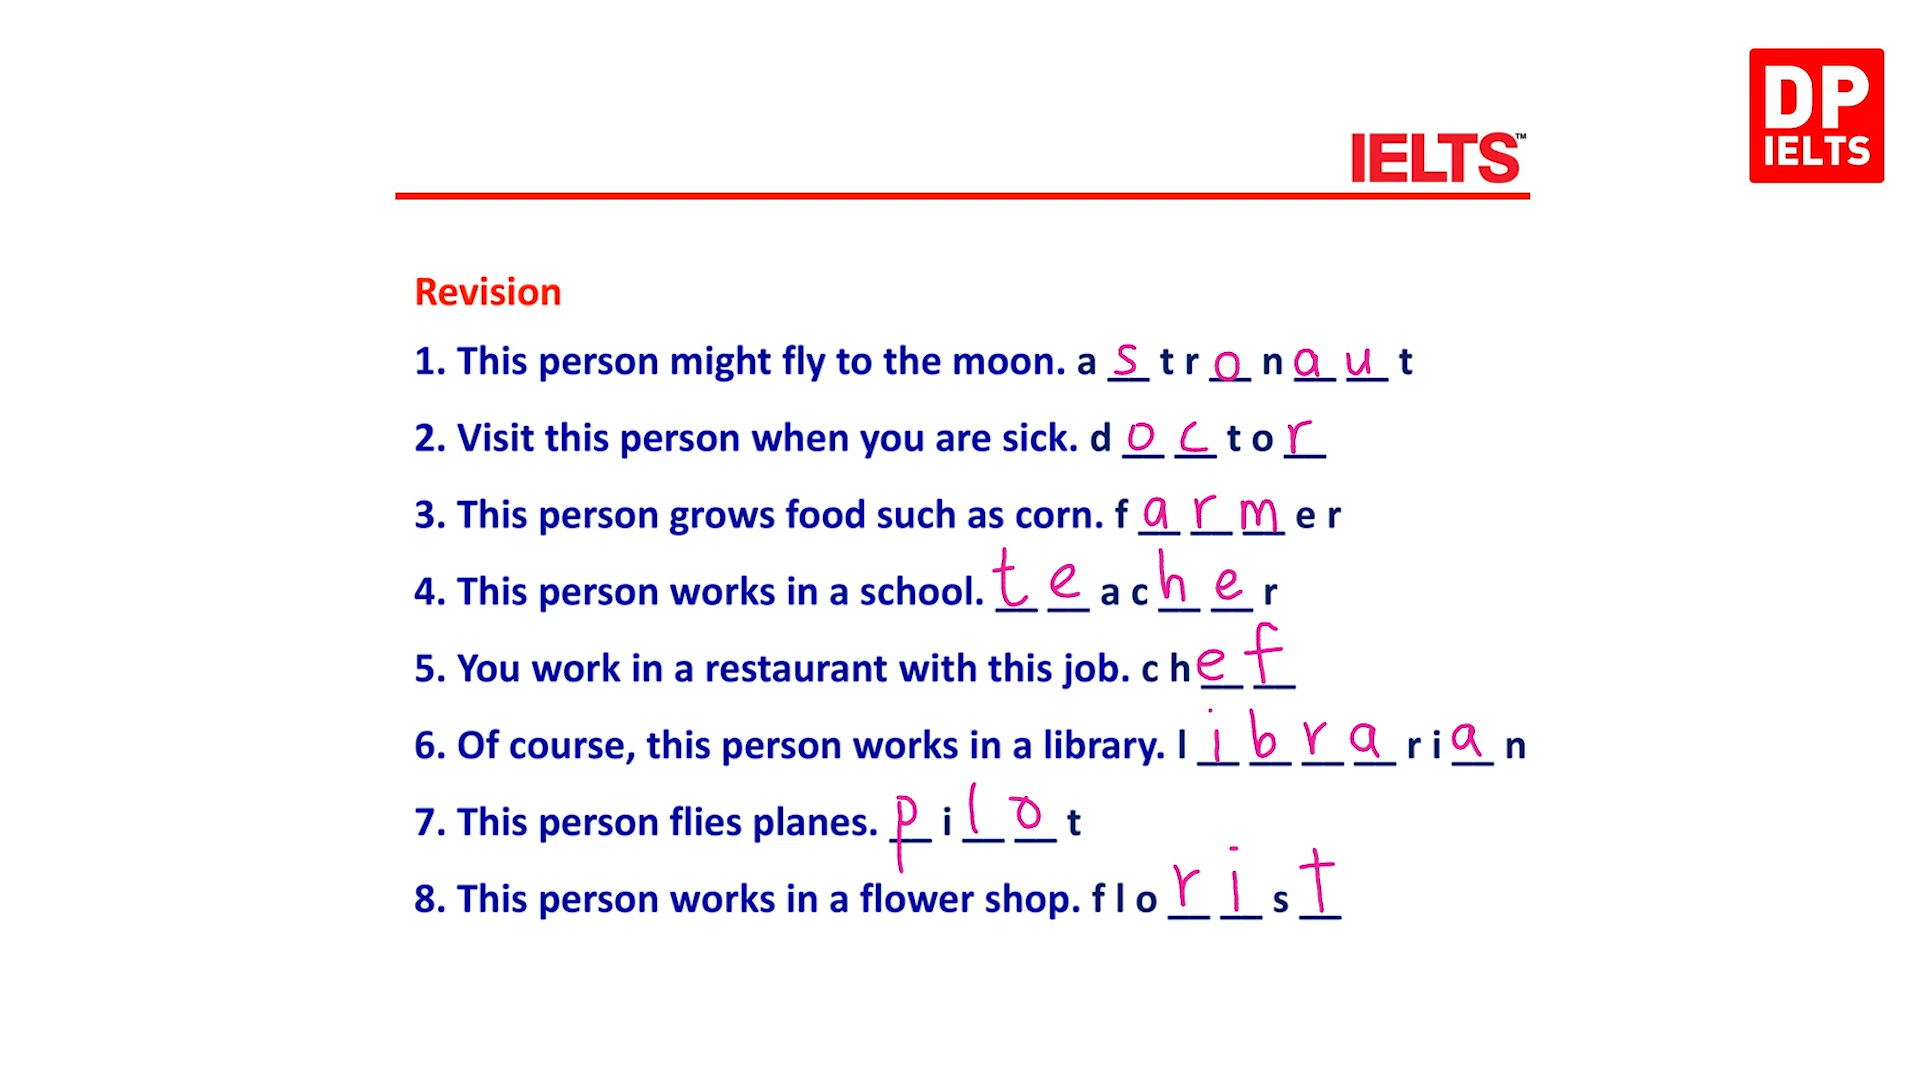 DP
IELTS
IELTS™
Revision
1. This person might fly to the moon. a s t r o n a u t
2. Visit this person when you are sick. d o c t o r
3. This person grows food such as corn. f a r m e r
4. This person works in a school. t e a c h e r
5. You work in a restaurant with this job. c h e f
6. Of course, this person works in a library. l i b r a r i a n
7. This person flies planes. p i l o t
8. This person works in a flower shop. f l o r i s t